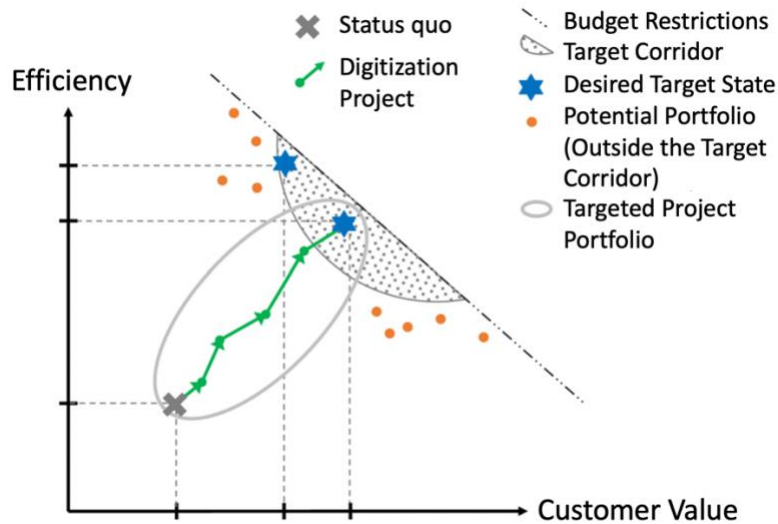 Status quo
Digitization
Project
Budget Restrictions
Target Corridor
Desired Target State
Potential Portfolio
(Outside the Target
Corridor)
Targeted Project
Portfolio
Efficiency
Customer Value